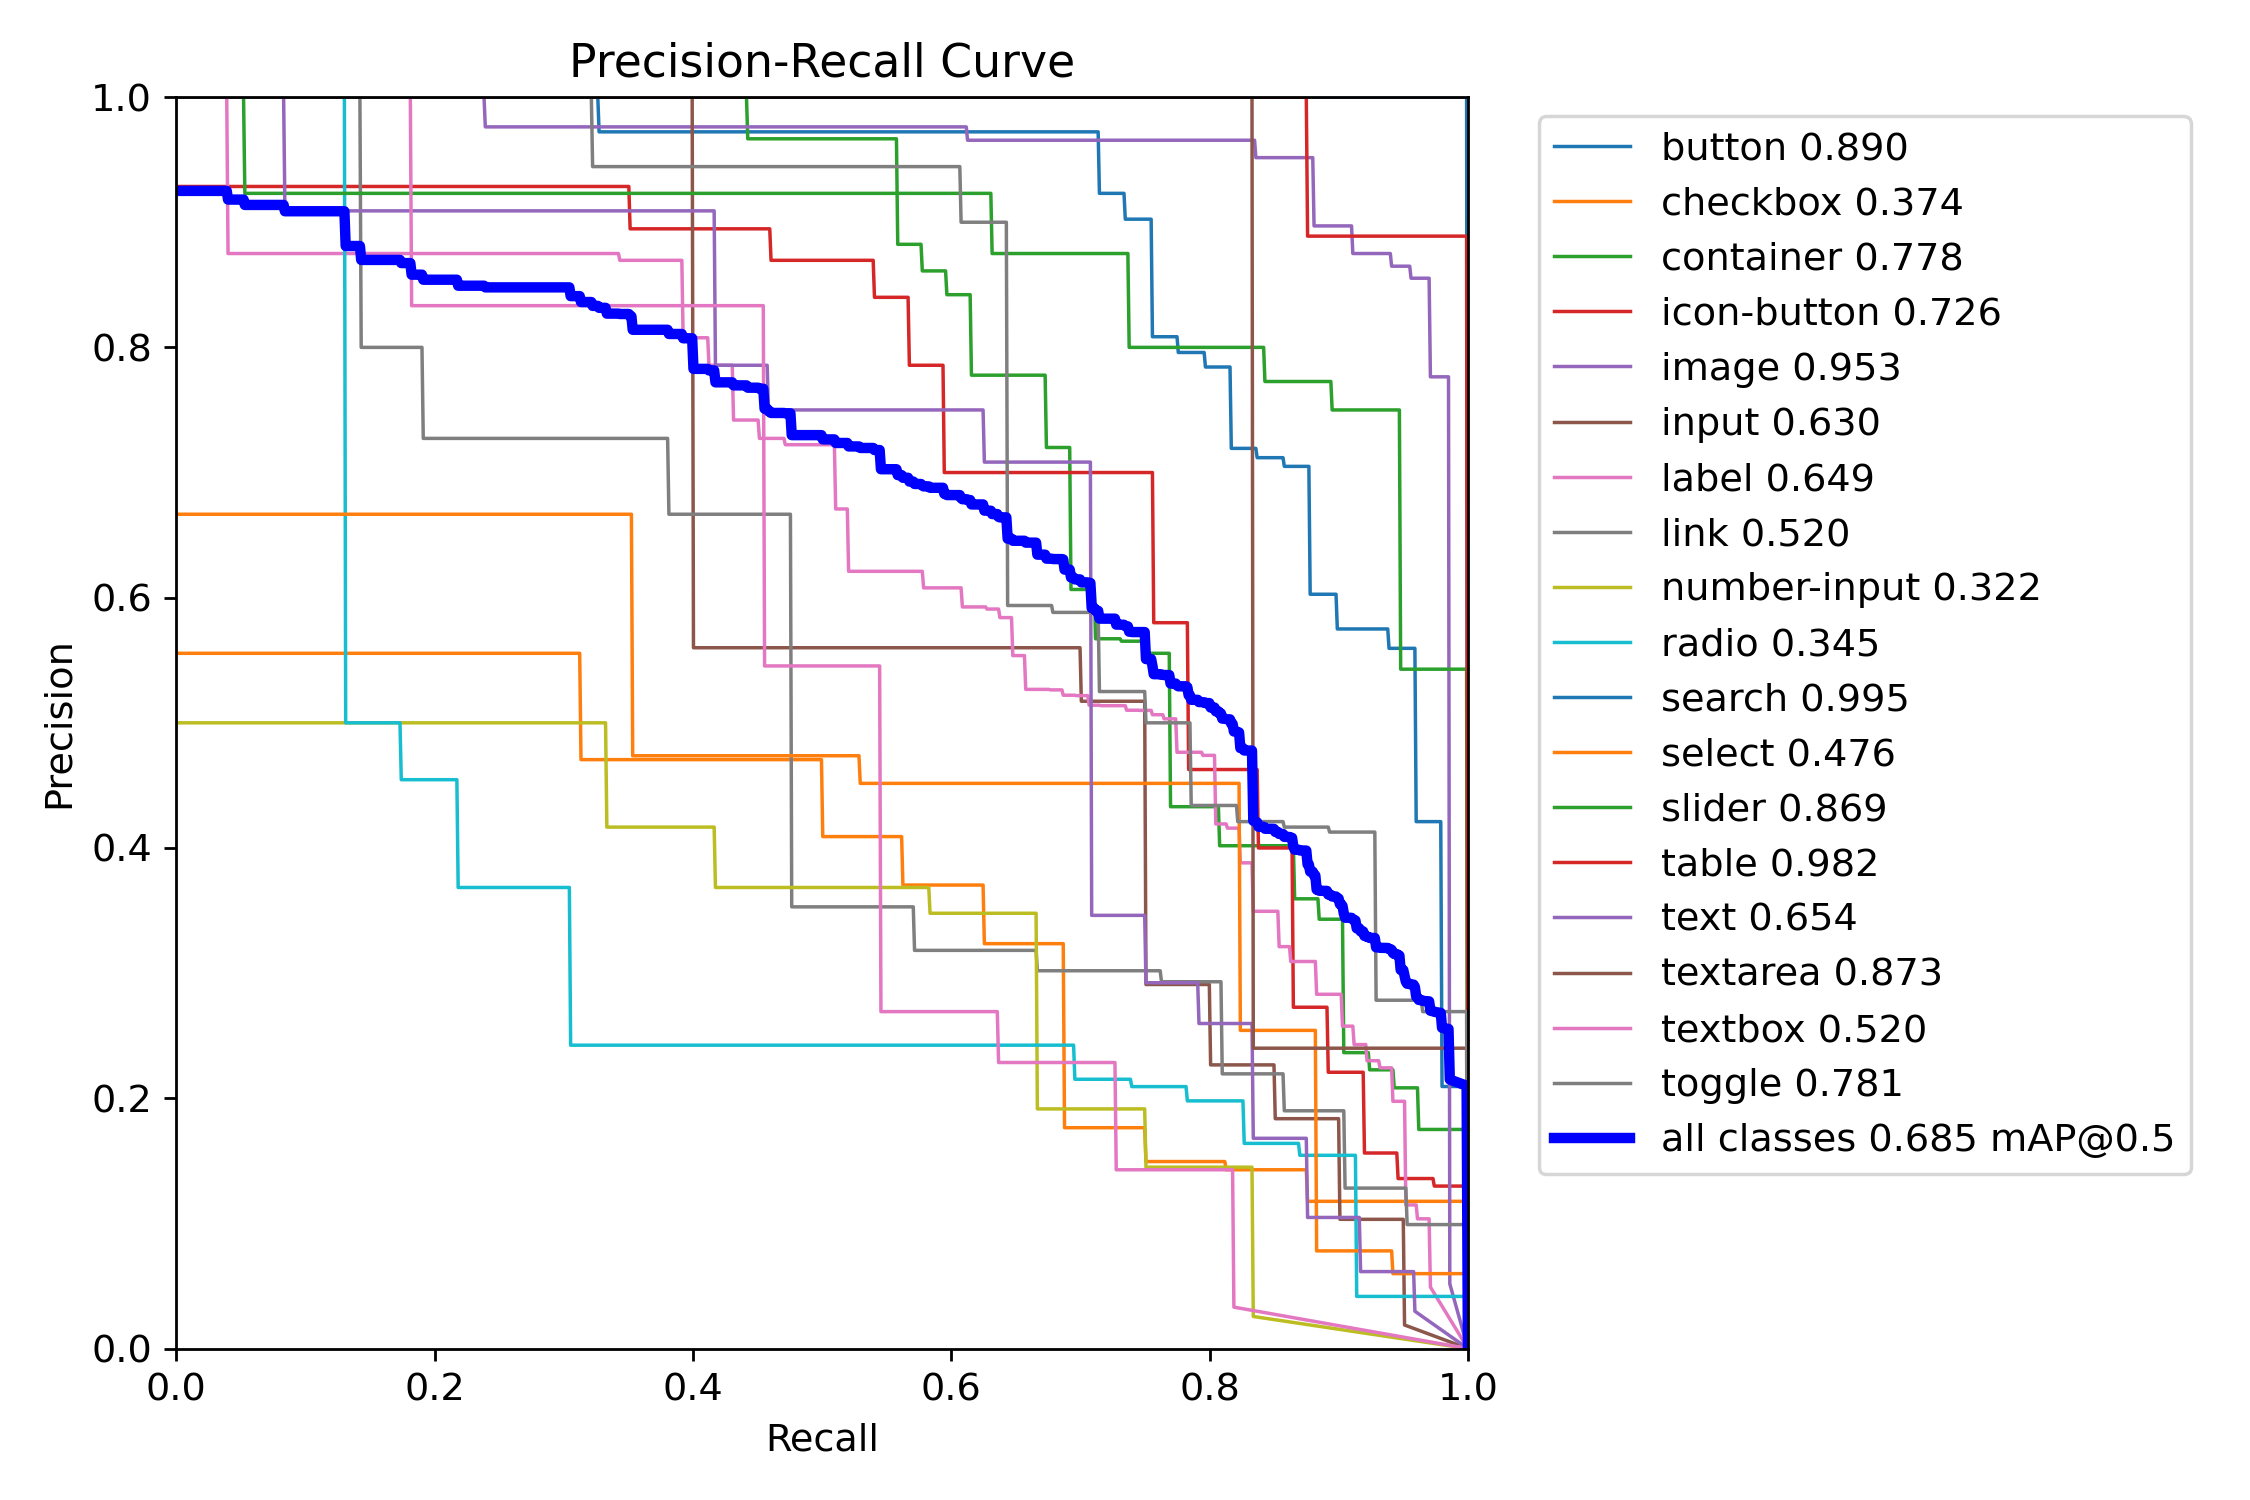 Precision-Recall Curve
1.0
0.8
0.6
0.4
0.2
0.0
Precision
0.0 0.2 0.4 0.6 0.8 1.0
Recall
button 0.890
checkbox 0.374
container 0.778
icon-button 0.726
image 0.953
input 0.630
label 0.649
link 0.520
number-input 0.322
radio 0.345
search 0.995
select 0.476
slider 0.869
table 0.982
text 0.654
textarea 0.873
textbox 0.520
toggle 0.781
all classes 0.685 mAP@0.5